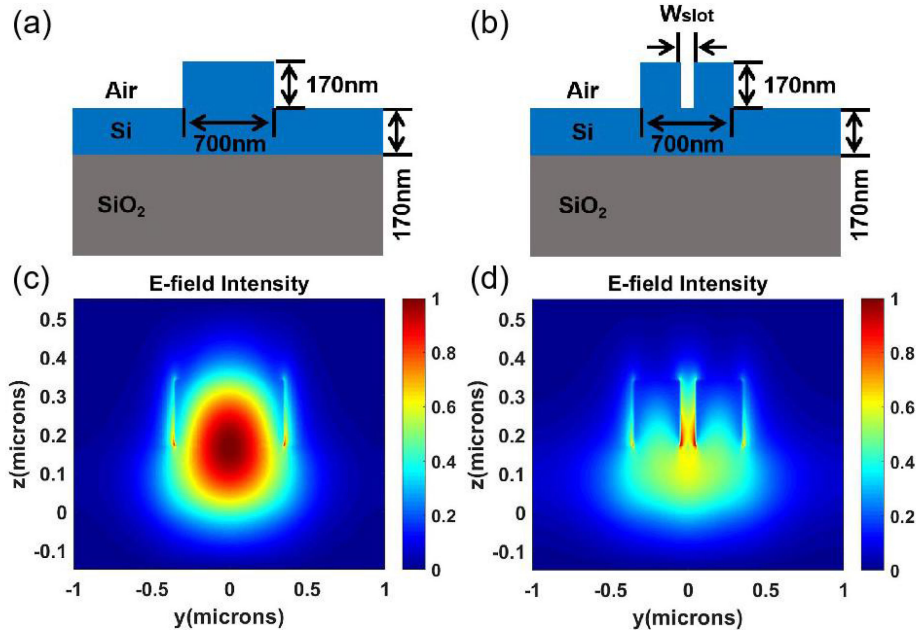 (a)
Air
Si
SiO₂
700nm
170nm
170nm
(b)
Wslot
Air
Si
SiO₂
700nm
170nm
170nm
(c)
E-field Intensity
z(microns)
0.5
0.4
0.3
0.2
0.1
0
-0.1
-1
-0.5
0
0.5
1
y(microns)
1
0.8
0.6
0.4
0.2
0
(d)
E-field Intensity
z(microns)
0.5
0.4
0.3
0.2
0.1
0
-0.1
-1
-0.5
0
0.5
1
y(microns)
1
0.8
0.6
0.4
0.2
0